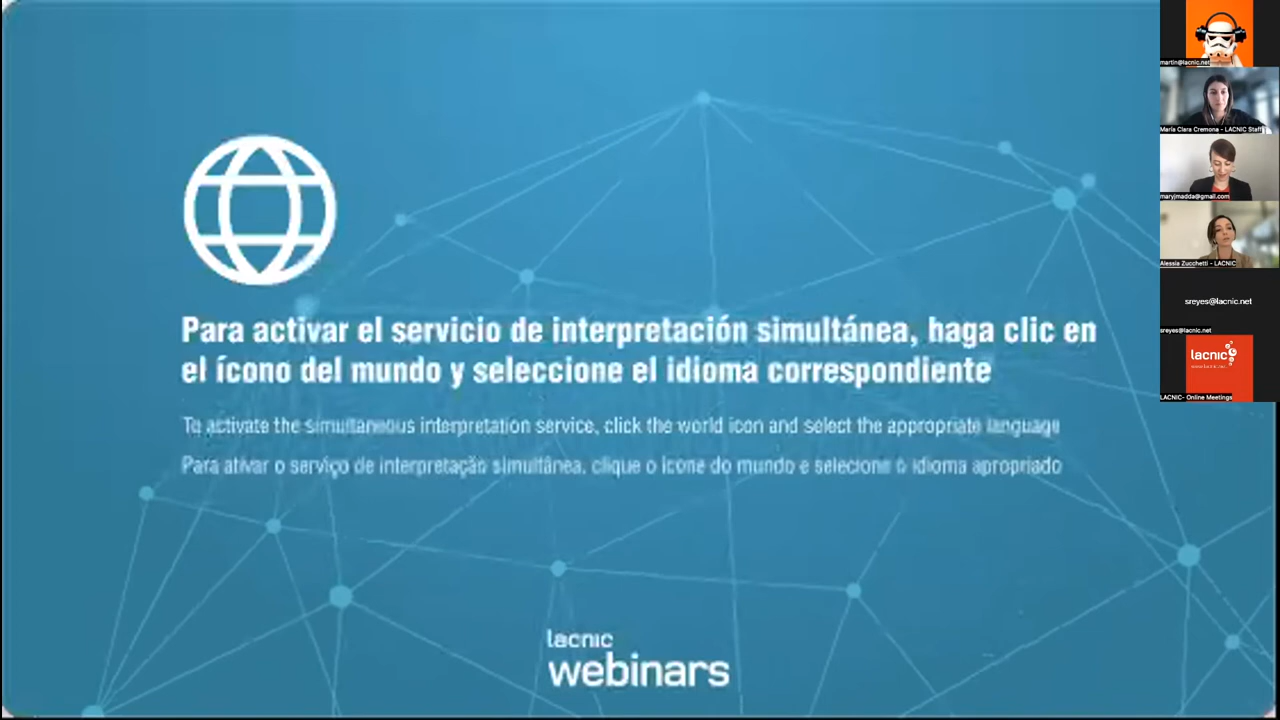 Para activar el servicio de interpretación simultánea, haga clic en
el ícono del mundo y seleccione el idioma correspondiente
To activate the simultaneous interpretation service, click the world icon and select the appropriate language
Para ativar o serviço de interpretação simultânea, clique o ícone do mundo e selecione o idioma apropriado
lacnic
webinars
martin@lacnic.net
María Clara Cremona - LACNIC Staff
maryjmadda@gmail.com
Alessia Zucchetti - LACNIC
sreyes@lacnic.net
sreyes@lacnic.net
lacnic
LACNIC- Online Meetings